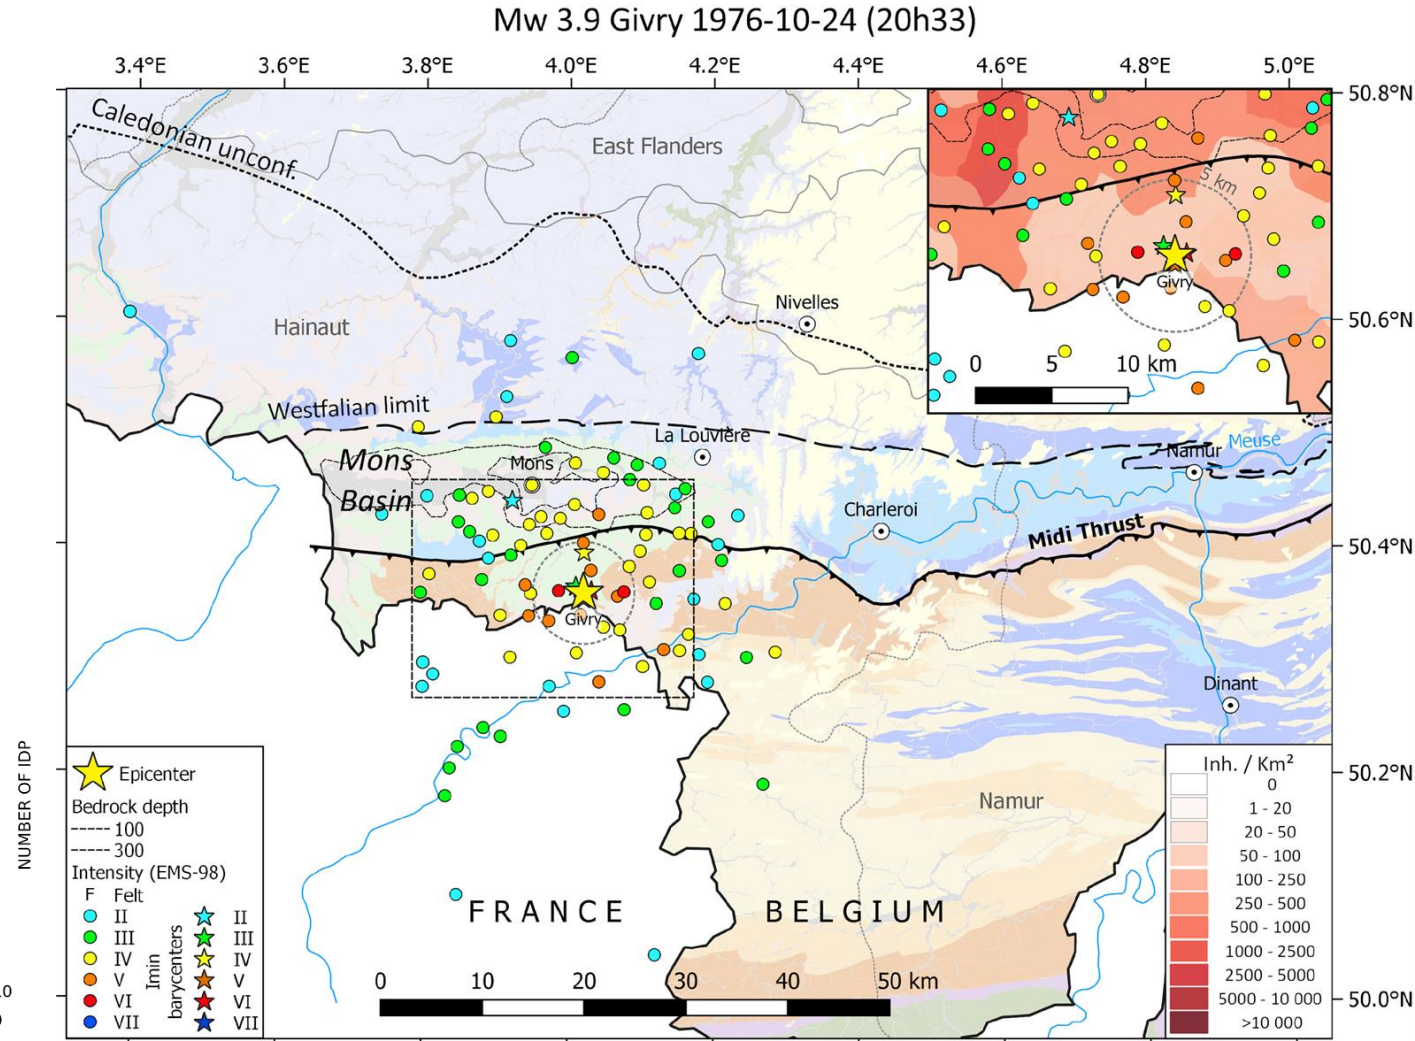 Mw 3.9 Givry 1976-10-24 (20h33)
3.4°E 3.6°E 3.8°E 4.0°E 4.2°E 4.4°E 4.6°E 4.8°E 5.0°E
50.8°N
Caledonian unconf.
East Flanders
5 km
Givry
0 5 10 km
Nivelles
50.6°N
Hainaut
Westfalian limit
La Louvière
Meuse
Mons
Basin
Mons
Namur
Charleroi
Midi Thrust
50.4°N
Givry
Dinant
50.2°N
Namur
FRANCE
BELGIUM
0 10 20 30 40 50 km
50.0°N
NUMBER OF IDP
Epicenter
Bedrock depth
100
300
Intensity (EMS-98)
F Felt
II II
III III
IV IV
V V
VI VI
VII VII
Imin
barycenters
Inh. / Km²
0
1 - 20
20 - 50
50 - 100
100 - 250
250 - 500
500 - 1000
1000 - 2500
2500 - 5000
5000 - 10 000
>10 000